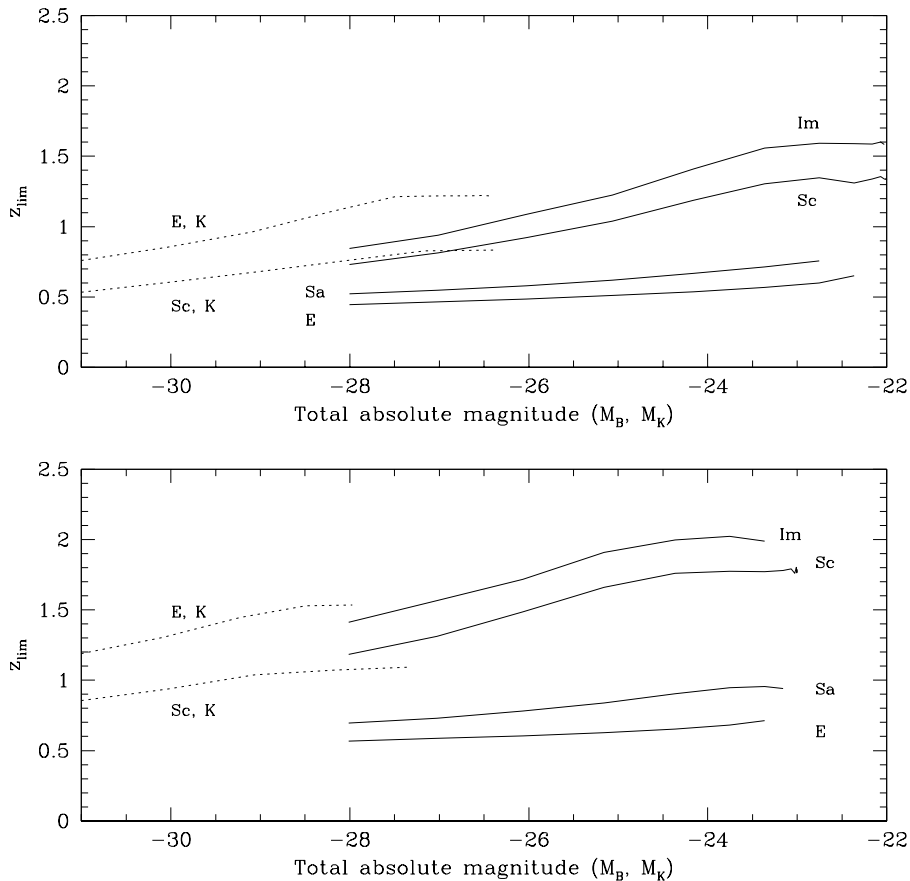 2.5
2
1.5
1
0.5
0
z_lim
Im
Sc
E, K
Sc, K
Sa
E
−30
−28
−26
−24
−22
Total absolute magnitude (M_B, M_K)
2.5
2
1.5
1
0.5
0
z_lim
Im
Sc
E, K
Sc, K
Sa
E
−30
−28
−26
−24
−22
Total absolute magnitude (M_B, M_K)